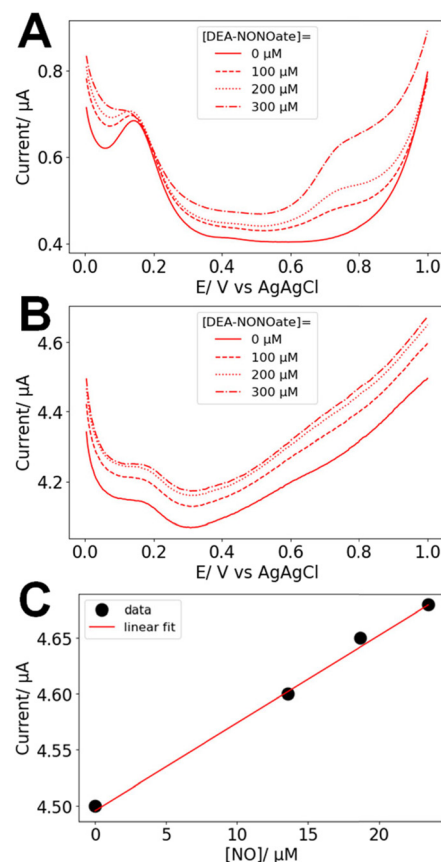 A
[DEA-NONOate]=
0 μM
100 μM
200 μM
300 μM
Current/ μA
0.8
0.6
0.4
0.0 0.2 0.4 0.6 0.8 1.0
E/ V vs AgAgCl
B
[DEA-NONOate]=
0 μM
100 μM
200 μM
300 μM
Current/ μA
4.6
4.4
4.2
0.0 0.2 0.4 0.6 0.8 1.0
E/ V vs AgAgCl
C
data
linear fit
Current/ μA
4.65
4.60
4.55
4.50
0 5 10 15 20
[NO]/ μM